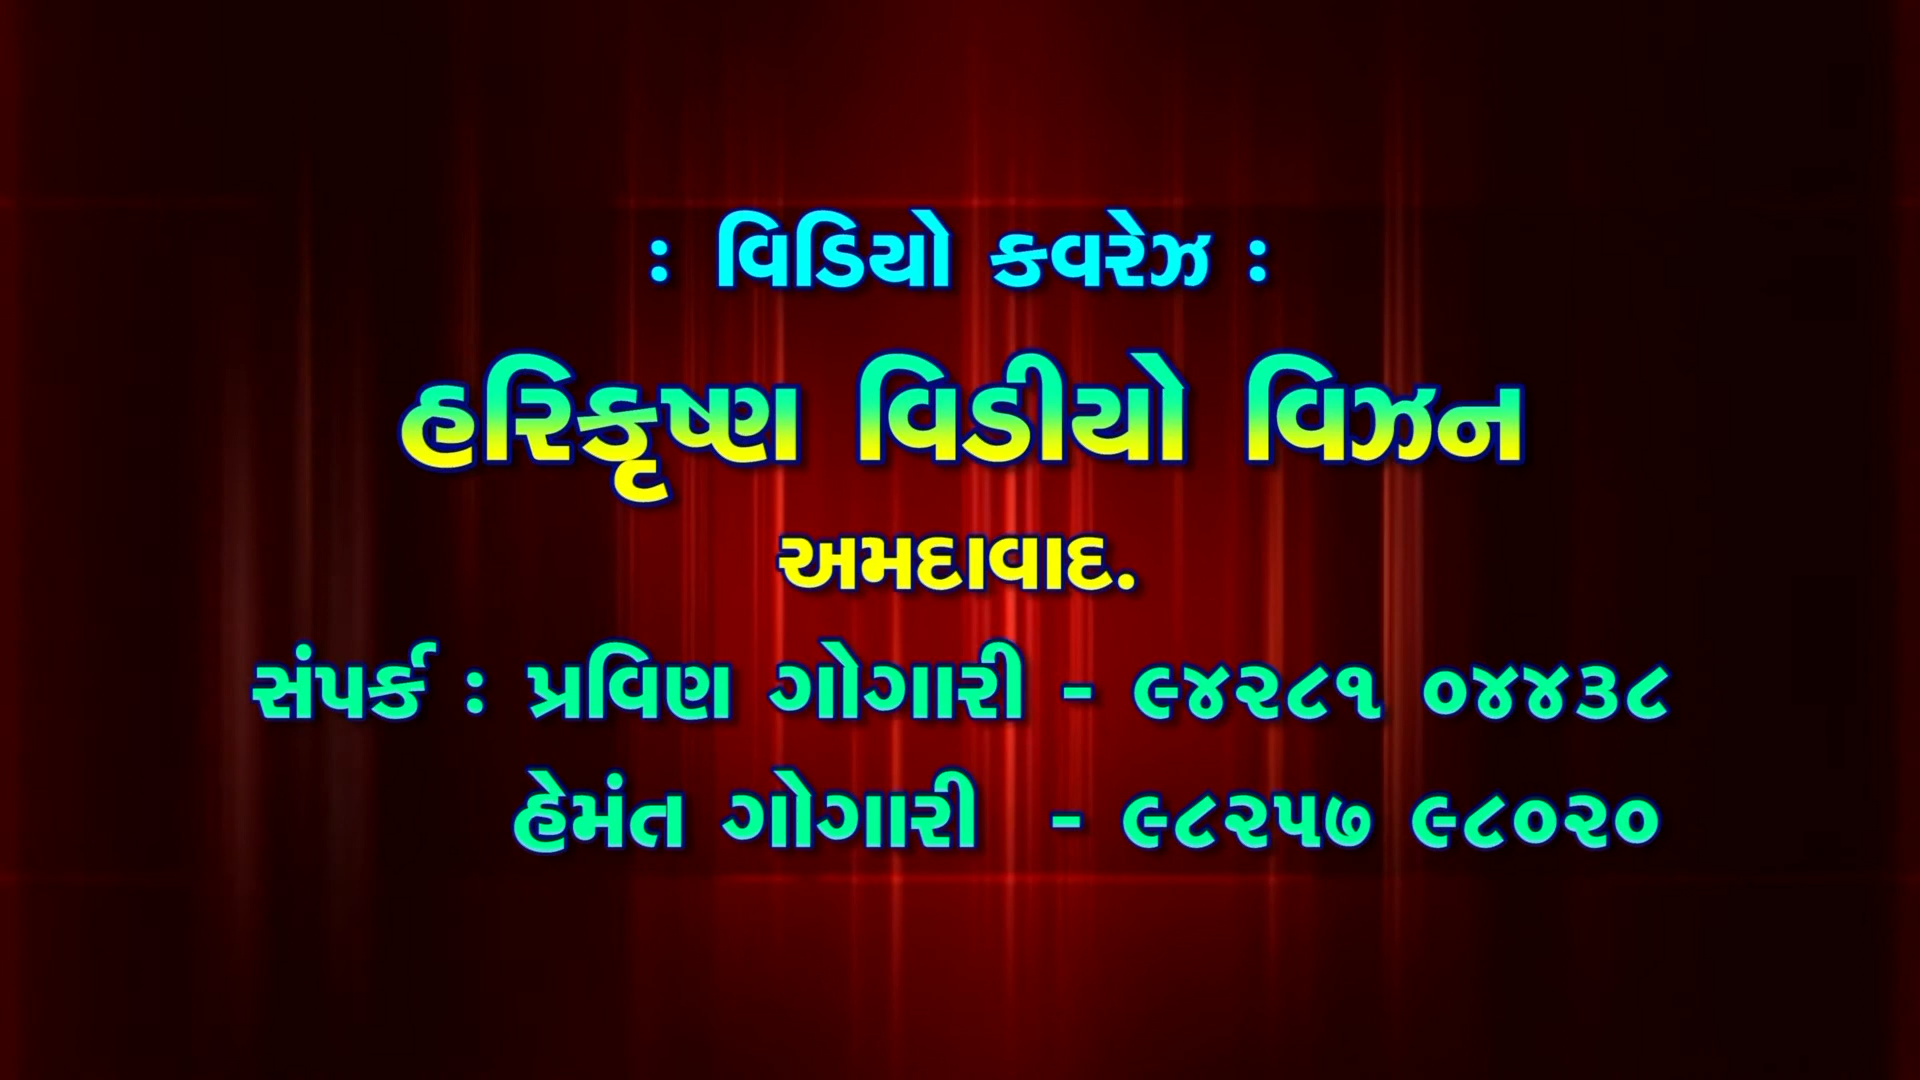 : વિડિયો કવરેઝ :
હરિકૃષ્ણ વિડીયો વિઝન
અમદાવાદ.
સંપર્ક : પ્રવિણ ગોગારી - ૯૪૨૮૧ ૦૪૪૩૮
હેમંત ગોગારી - ૯૮૨૫૭ ૯૮૦૨૦